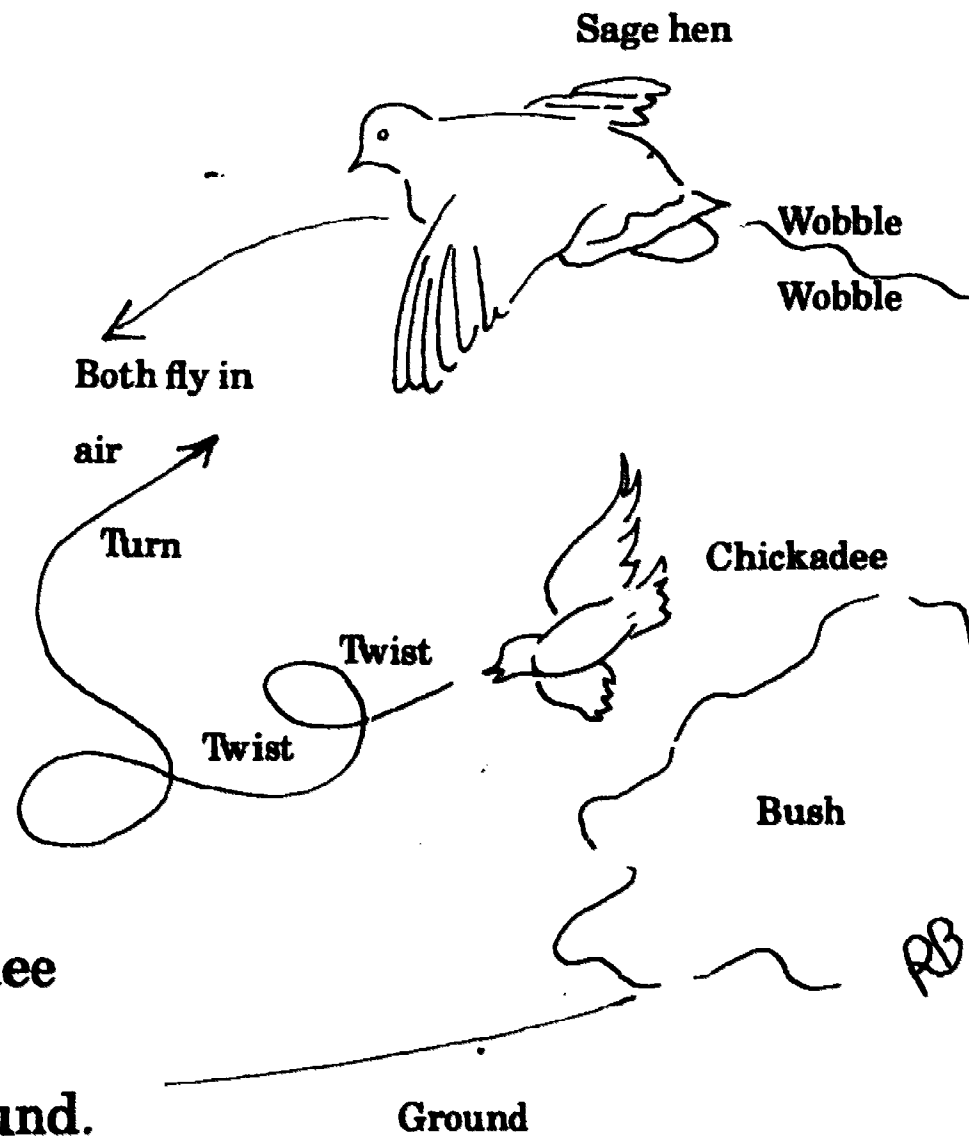 Sage hen
Wobble
Wobble
Both fly in
air
Turn
Chickadee
Twist
Twist
Bush
RB
ee
und.
Ground